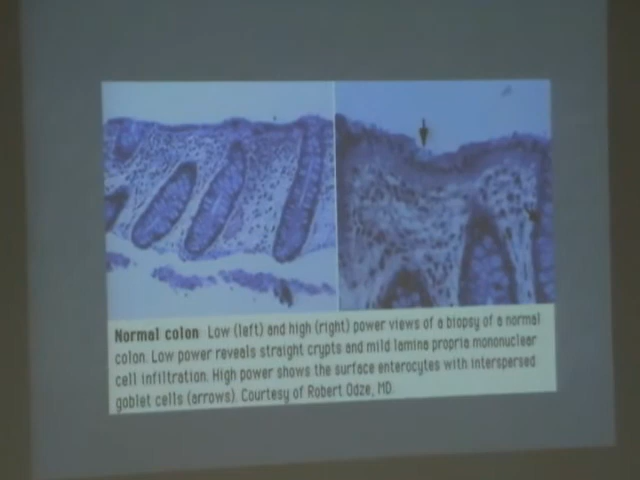 Normal colon Low (left) and high (right) power views of a biopsy of a normal
colon. Low power reveals straight crypts and mild lamina propria mononuclear
cell infiltration. High power shows the surface enterocytes with interspersed
goblet cells (arrows). Courtesy of Robert Odze, MD.